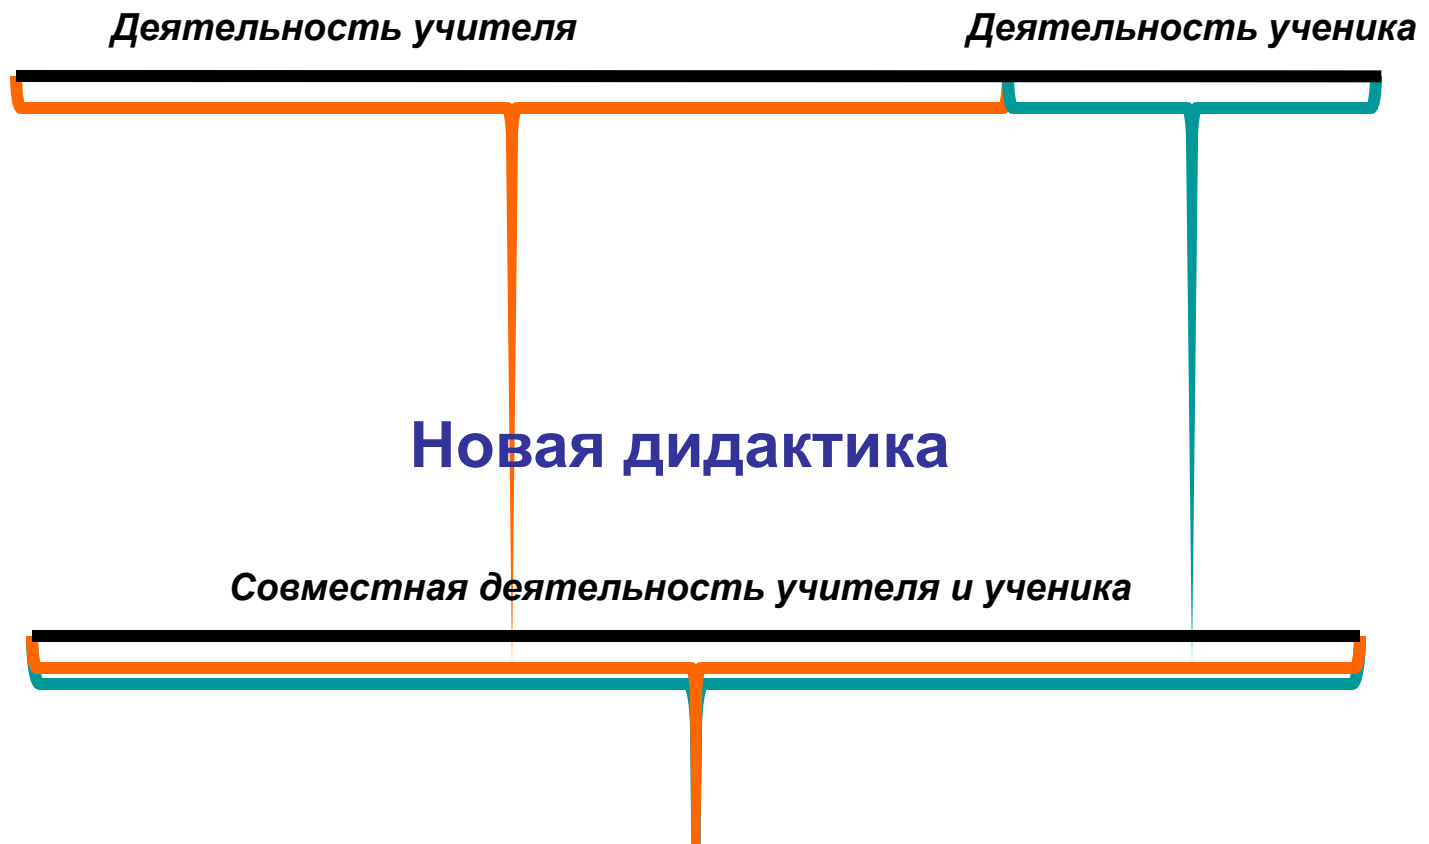 Деятельность учителя
Деятельность ученика
Новая дидактика
Совместная деятельность учителя и ученика